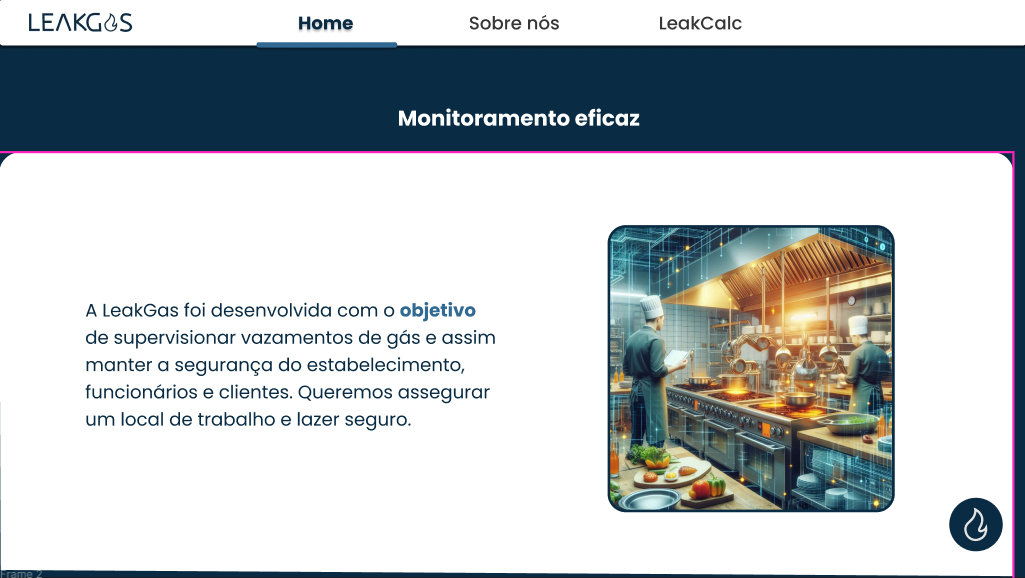 LEAKGAS
Home
Sobre nós
LeakCalc
Monitoramento eficaz
A LeakGas foi desenvolvida com o objetivo
de supervisionar vazamentos de gás e assim
manter a segurança do estabelecimento,
funcionários e clientes. Queremos assegurar
um local de trabalho e lazer seguro.
Frame 2